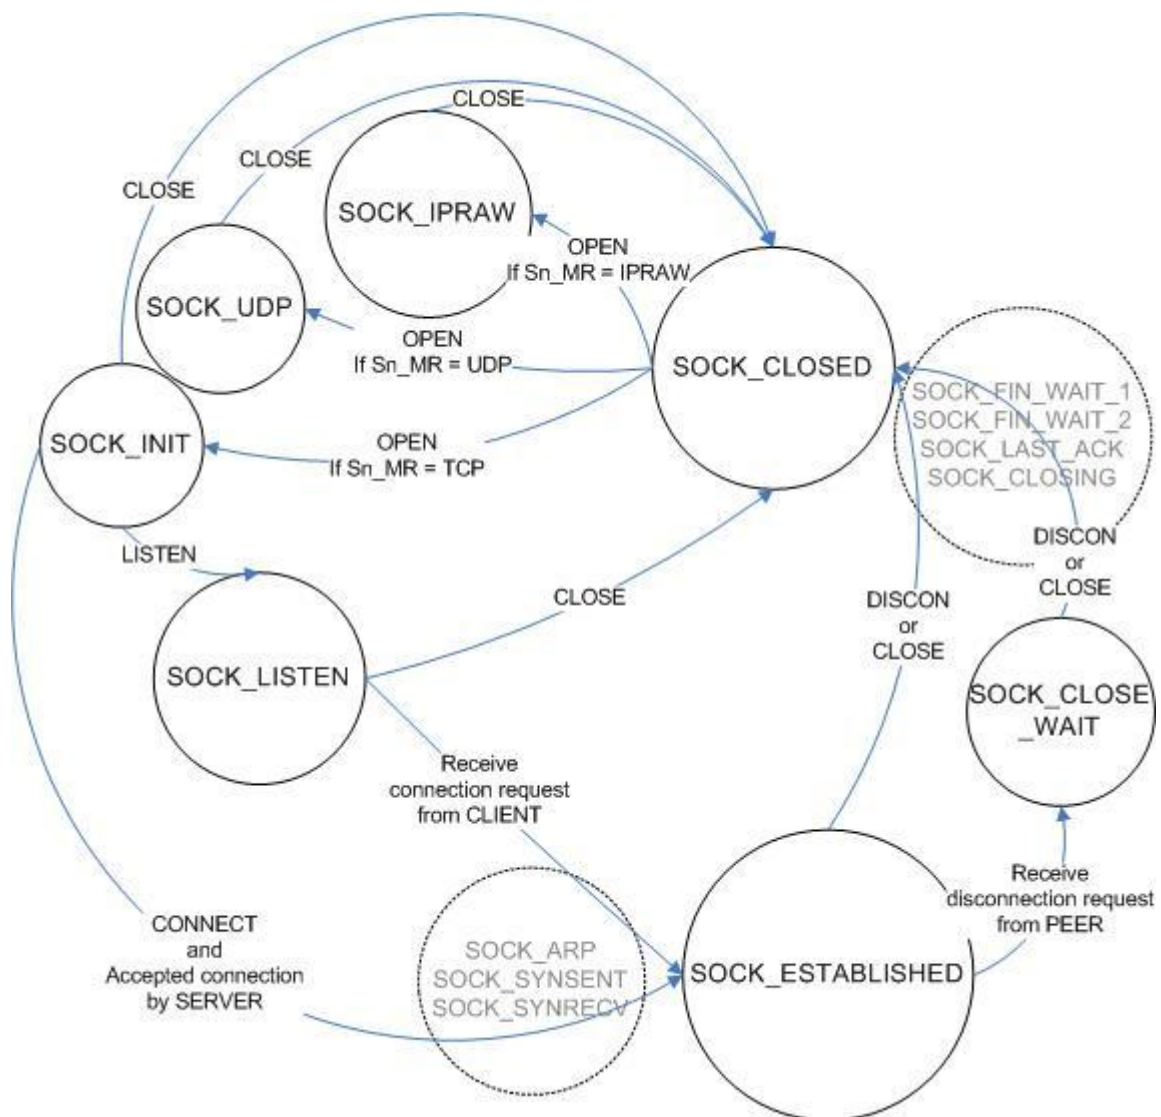 CLOSE
CLOSE
CLOSE
SOCK_IPRAW
OPEN
If Sn_MR = IPRAW
SOCK_UDP
OPEN
If Sn_MR = UDP
SOCK_CLOSED
SOCK_FIN_WAIT_1
SOCK_FIN_WAIT_2
SOCK_LAST_ACK
SOCK_CLOSING
SOCK_INIT
OPEN
If Sn_MR = TCP
LISTEN
DISCON
or
CLOSE
CLOSE
DISCON
or
CLOSE
SOCK_LISTEN
SOCK_CLOSE
_WAIT
Receive
connection request
from CLIENT
Receive
disconnection request
from PEER
CONNECT
and
Accepted connection
by SERVER
SOCK_ARP
SOCK_SYNSENT
SOCK_SYNRECV
SOCK_ESTABLISHED